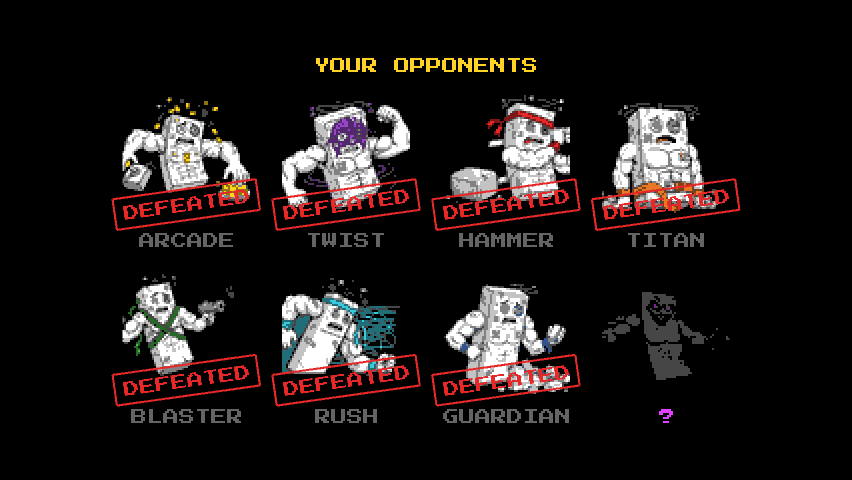 YOUR OPPONENTS
DEFEATED
DEFEATED
DEFEATED
DEFEATED
ARCADE
TWIST
HAMMER
TITAN
DEFEATED
DEFEATED
DEFEATED
BLASTER
RUSH
GUARDIAN
?